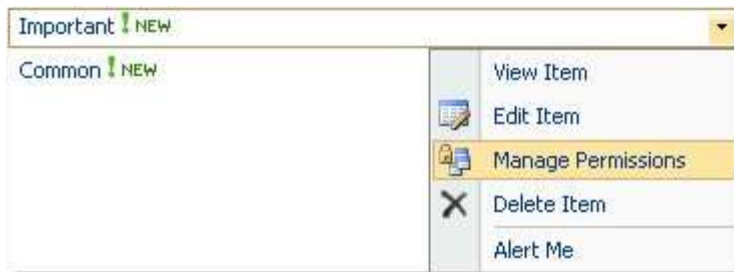 Important ! NEW
Common ! NEW
View Item
Edit Item
Manage Permissions
Delete Item
Alert Me